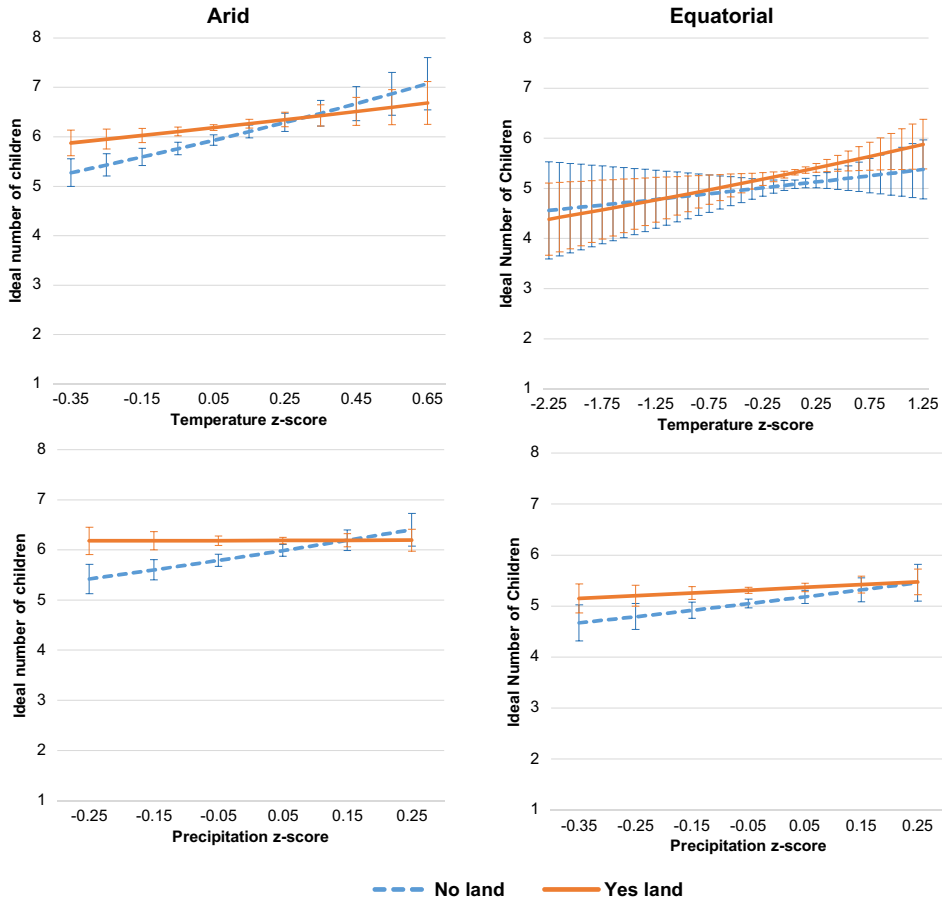 Arid
Equatorial
8
7
6
5
4
3
2
1
Ideal Number of children
-0.35 -0.15 0.05 0.25 0.45 0.65
Temperature z-score
8
7
6
5
4
3
2
1
Ideal Number of Children
-2.25 -1.75 -1.25 -0.75 -0.25 0.25 0.75 1.25
Temperature z-score
8
7
6
5
4
3
2
1
Ideal number of children
-0.25 -0.15 -0.05 0.05 0.15 0.25
Precipitation z-score
8
7
6
5
4
3
2
1
Ideal Number of Children
-0.35 -0.25 -0.15 -0.05 0.05 0.15 0.25
Precipitation z-score
No land Yes land